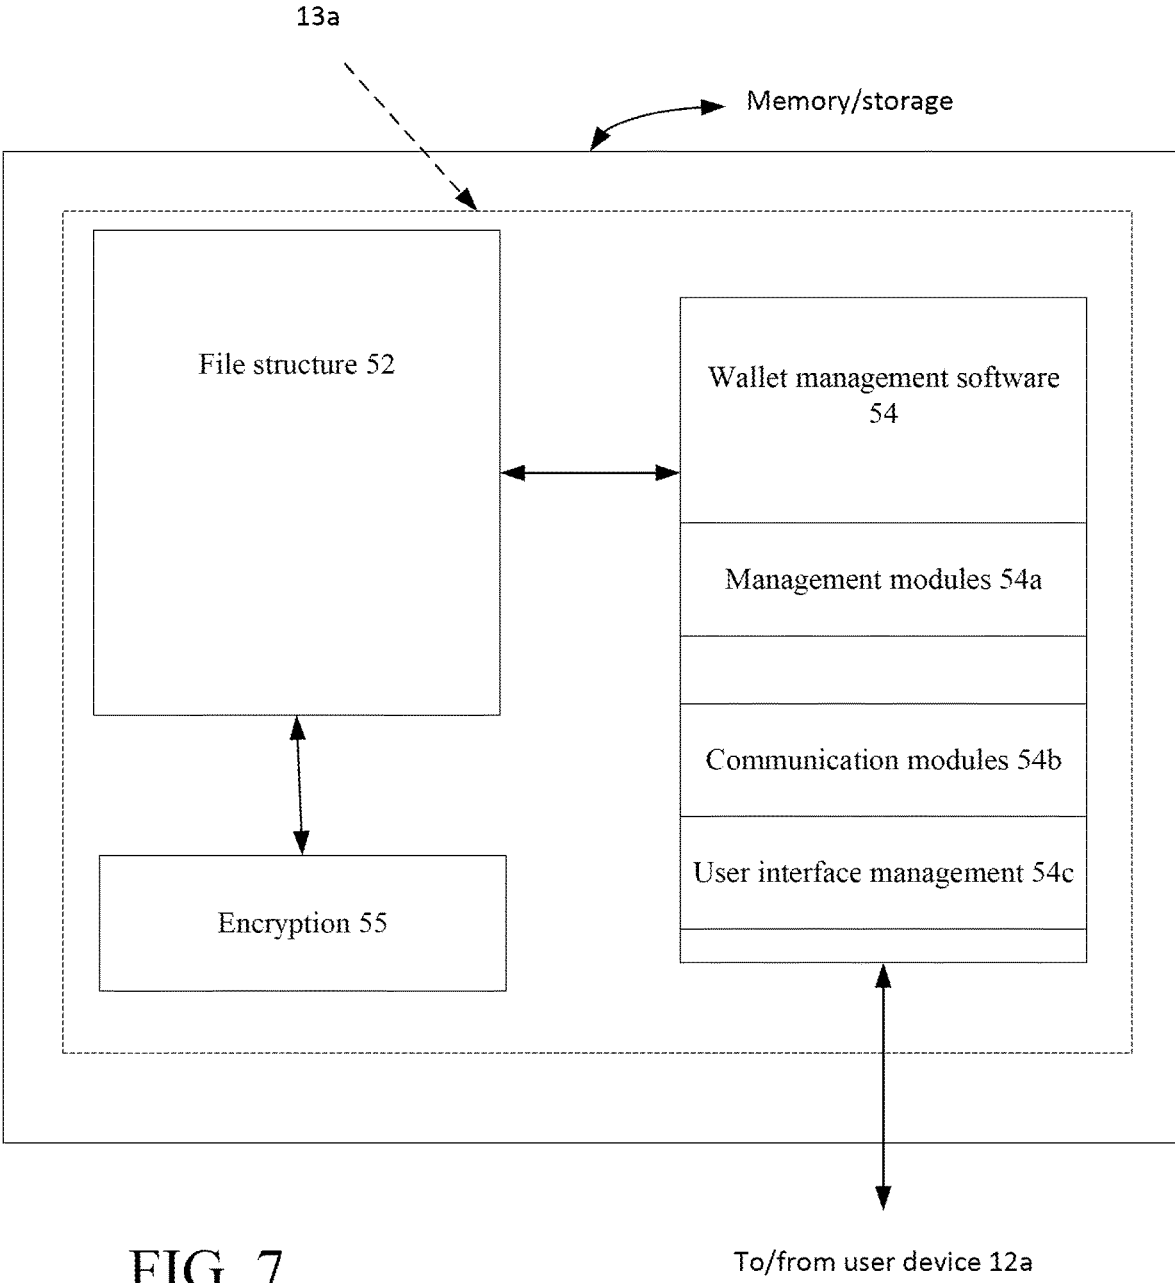 13a
Memory/storage
File structure 52
Wallet management software
54
Management modules 54a
Communication modules 54b
User interface management 54c
Encryption 55
To/from user device 12a
FIG. 7